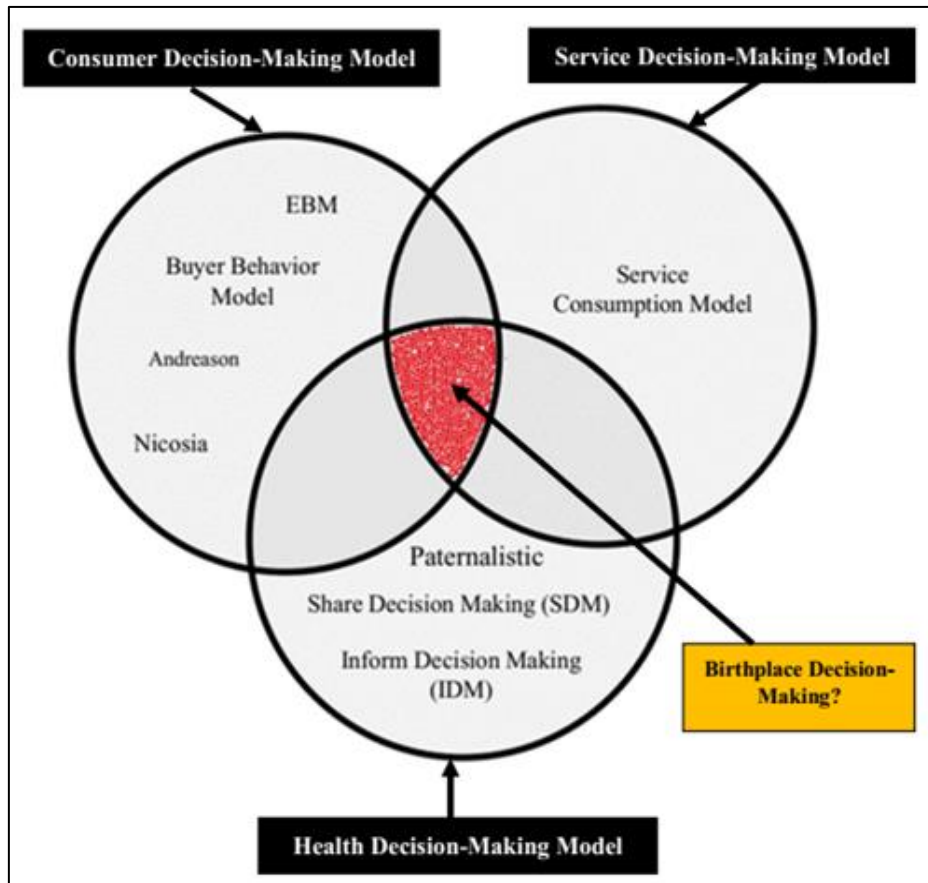 Consumer Decision-Making Model
Service Decision-Making Model
EBM
Buyer Behavior
Model
Andreason
Nicosia
Service
Consumption Model
Paternalistic
Share Decision Making (SDM)
Inform Decision Making
(IDM)
Birthplace Decision-
Making?
Health Decision-Making Model